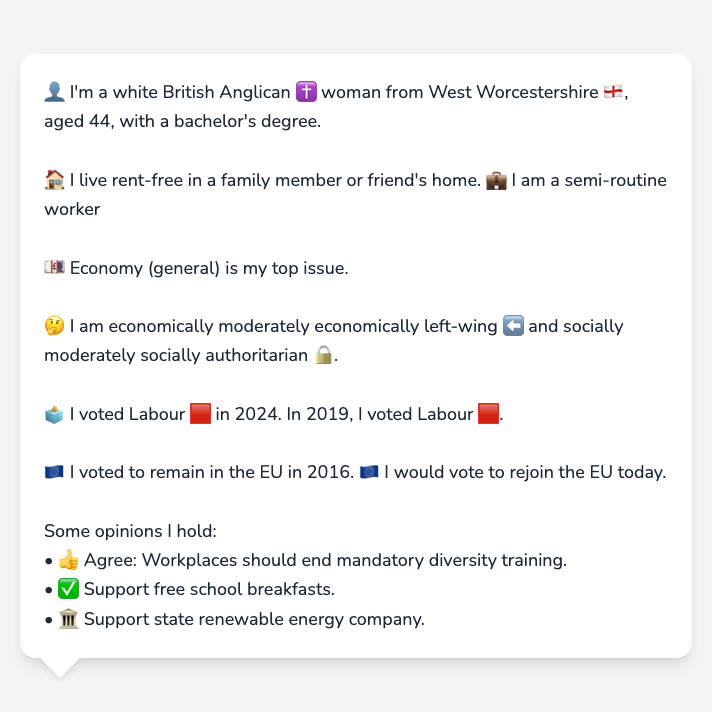 👤 I'm a white British Anglican ✝️ woman from West Worcestershire 🏴󠁧󠁢󠁥󠁮󠁧󠁿,
aged 44, with a bachelor's degree.
🏠 I live rent-free in a family member or friend's home. 💼 I am a semi-routine
worker
💷 Economy (general) is my top issue.
🤔 I am economically moderately economically left-wing ⬅️ and socially
moderately socially authoritarian 🔒.
🗳️ I voted Labour 🟥 in 2024. In 2019, I voted Labour 🟥.
🇪🇺 I voted to remain in the EU in 2016. 🇪🇺 I would vote to rejoin the EU today.
Some opinions I hold:
• 👍 Agree: Workplaces should end mandatory diversity training.
• ✅ Support free school breakfasts.
• 🏛️ Support state renewable energy company.